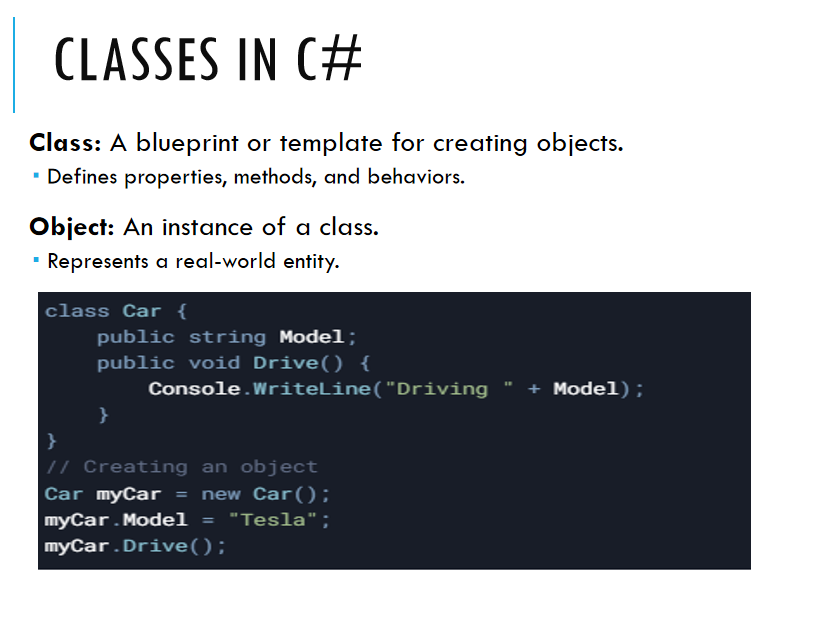 CLASSES IN C#
Class: A blueprint or template for creating objects.
▪ Defines properties, methods, and behaviors.
Object: An instance of a class.
▪ Represents a real-world entity.
class Car {
    public string Model;
    public void Drive() {
        Console.WriteLine("Driving " + Model);
    }
}
// Creating an object
Car myCar = new Car();
myCar.Model = "Tesla";
myCar.Drive();